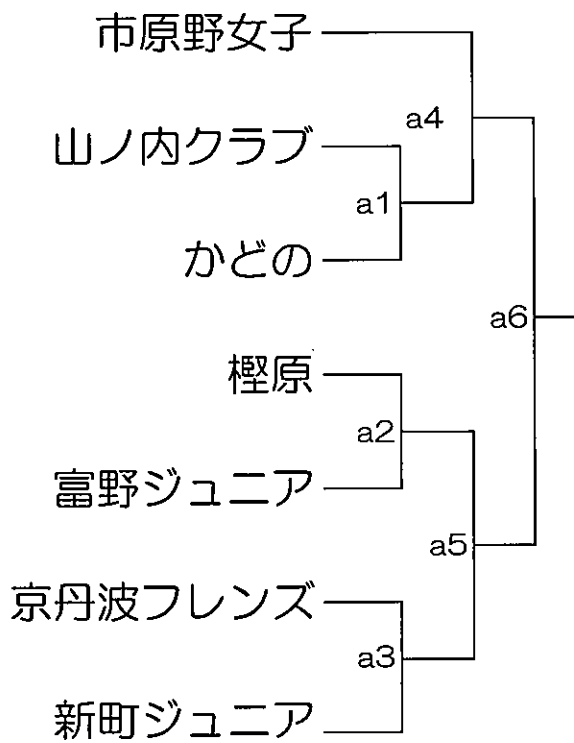 市原野女子
a4
山ノ内クラブ
a1
かどの
a6
樫原
a2
富野ジュニア
a5
京丹波フレンズ
a3
新町ジュニア